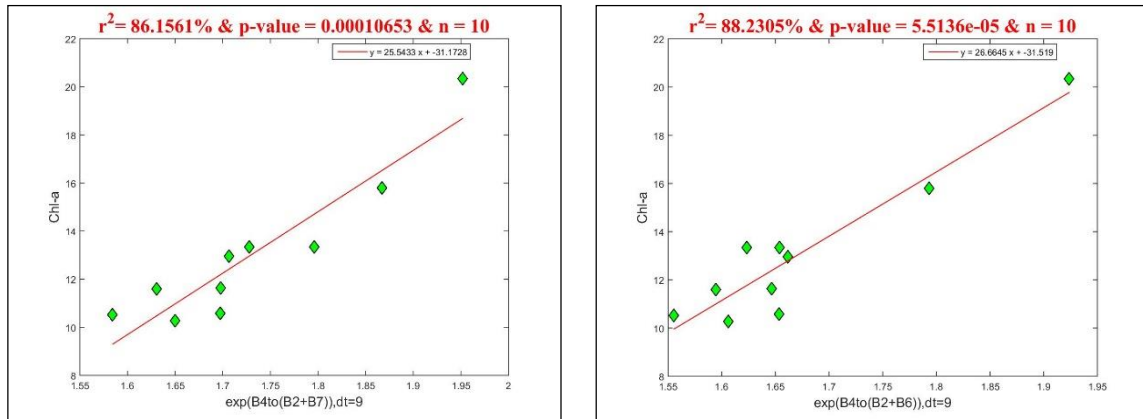 r²= 86.1561% & p-value = 0.00010653 & n = 10
y = 25.5433 x + -31.1728
22
20
18
16
14
12
10
8
Chl-a
1.55 1.6 1.65 1.7 1.75 1.8 1.85 1.9 1.95 2
exp(B4to(B2+B7)),dt=9
r²= 88.2305% & p-value = 5.5136e-05 & n = 10
y = 26.6645 x + -31.519
22
20
18
16
14
12
10
8
Chl-a
1.55 1.6 1.65 1.7 1.75 1.8 1.85 1.9 1.95
exp(B4to(B2+B6)),dt=9